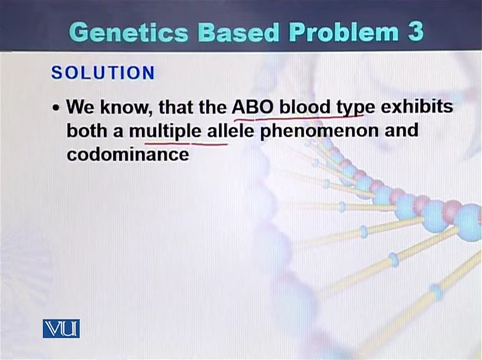 Genetics Based Problem 3
SOLUTION
• We know, that the ABO blood type exhibits
both a multiple allele phenomenon and
codominance
VU